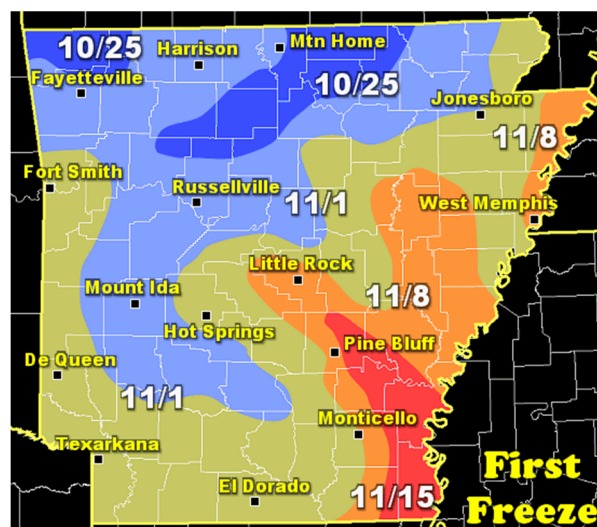 10/25
Harrison
Mtn Home
Fayetteville
10/25
Jonesboro
11/8
Fort Smith
Russellville
11/1
West Memphis
Little Rock
Mount Ida
11/8
Hot Springs
Pine Bluff
De Queen
11/1
Monticello
Texarkana
El Dorado
11/15
First
Freeze